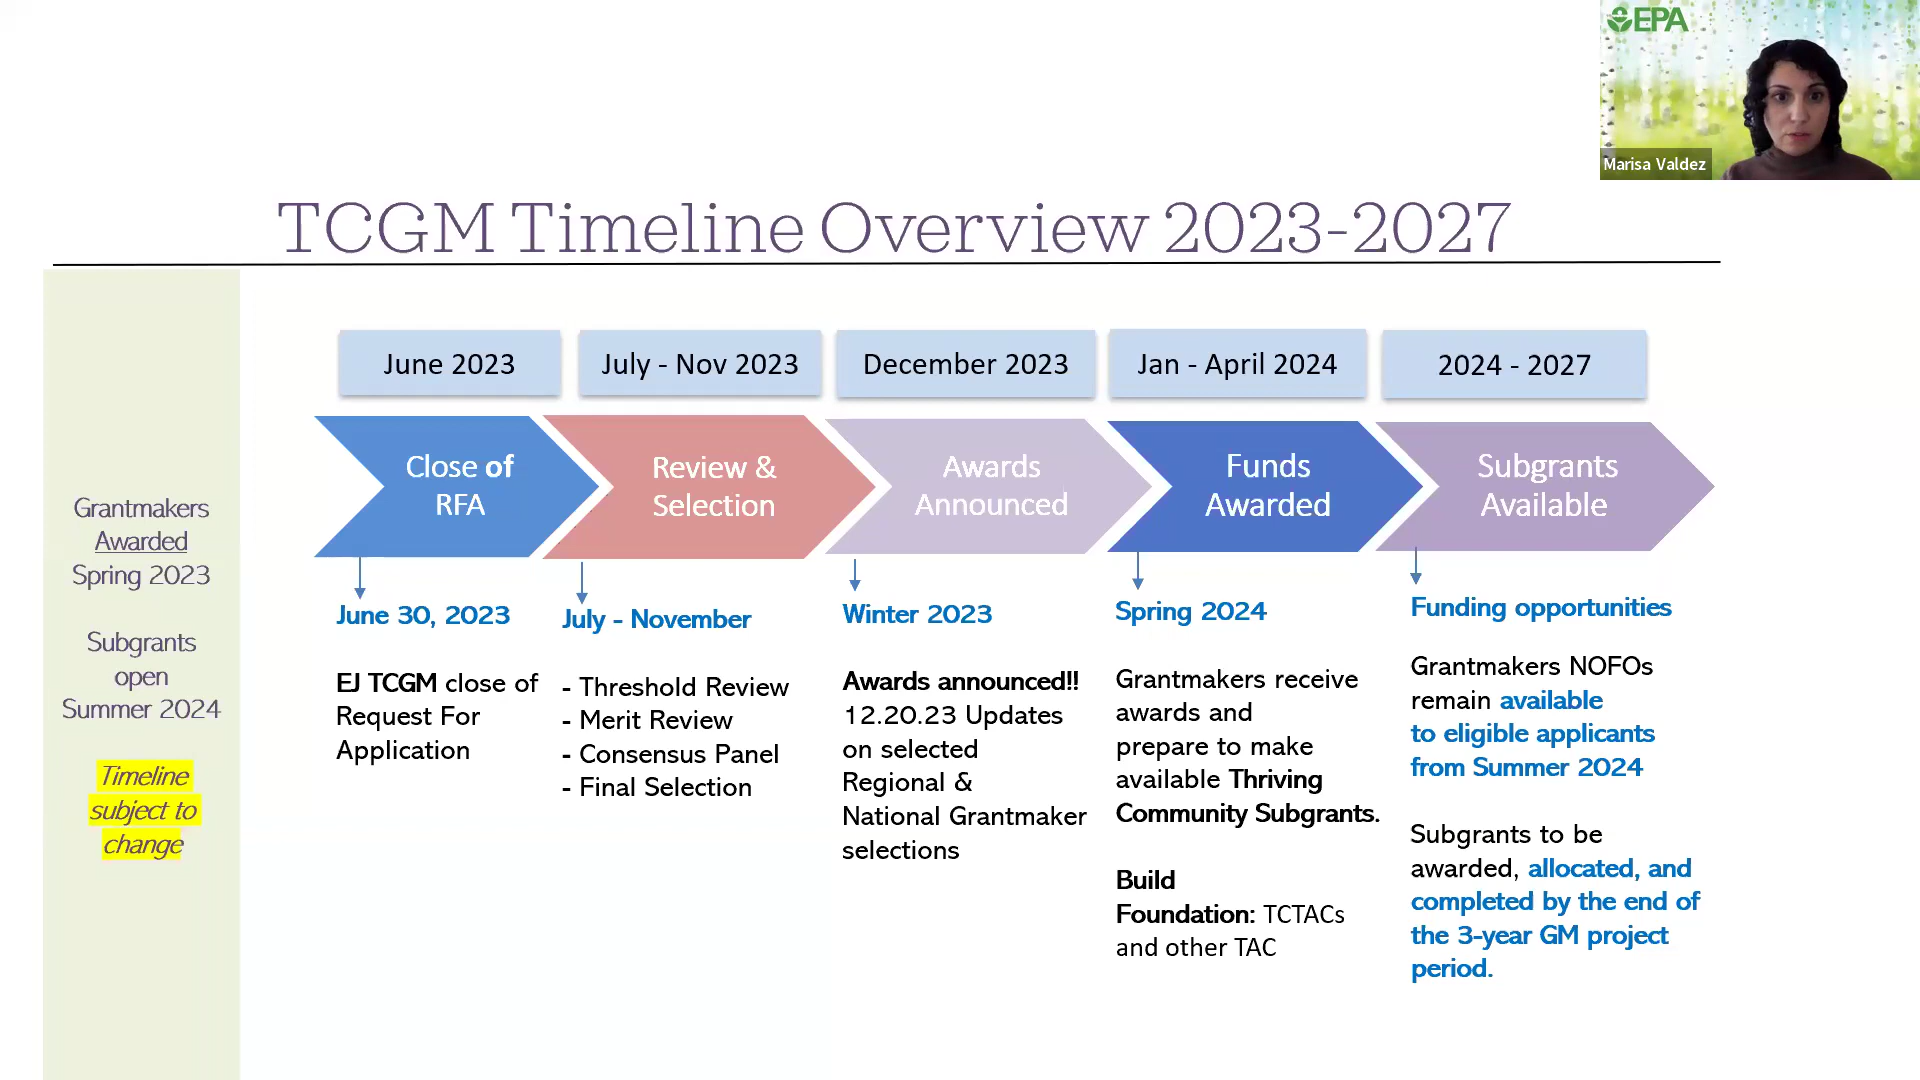 EPA
Marisa Valdez
TCGM Timeline Overview 2023-2027
Grantmakers
Awarded
Spring 2023
Subgrants
open
Summer 2024
Timeline
subject to
change
June 2023
July - Nov 2023
December 2023
Jan - April 2024
2024 - 2027
Close of
RFA
Review &
Selection
Awards
Announced
Funds
Awarded
Subgrants
Available
June 30, 2023
EJ TCGM close of
Request For
Application
July - November
- Threshold Review
- Merit Review
- Consensus Panel
- Final Selection
Winter 2023
Awards announced!!
12.20.23 Updates
on selected
Regional &
National Grantmaker
selections
Spring 2024
Grantmakers receive
awards and
prepare to make
available Thriving
Community Subgrants.
Build
Foundation: TCTACs
and other TAC
Funding opportunities
Grantmakers NOFOs
remain available
to eligible applicants
from Summer 2024
Subgrants to be
awarded, allocated, and
completed by the end of
the 3-year GM project
period.